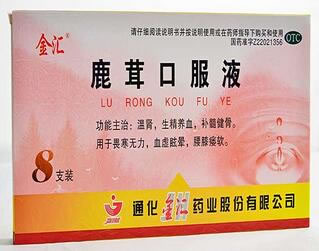 请仔细阅读说明书并按说明使用或在药师指导下购买和使用
金汇®
国药准字Z22021356 OTC
鹿茸口服液
LU RONG KOU FU YE
功能主治：温肾，生精养血，补髓健骨。
用于畏寒无力，血虚眩晕，腰膝痿软。
8支装
通化金汇药业股份有限公司